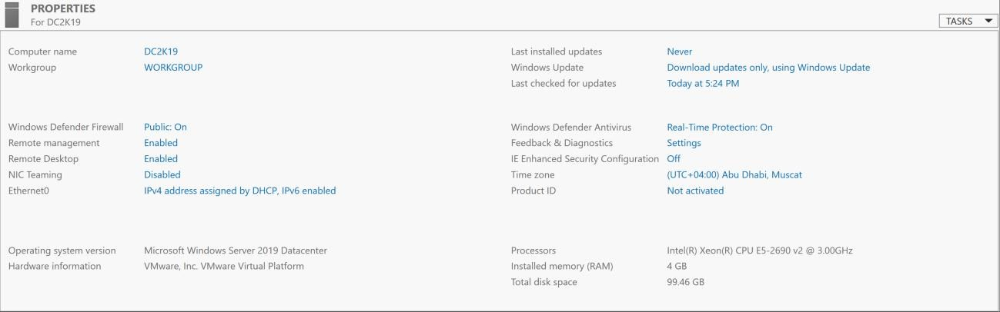 PROPERTIES
For DC2K19
TASKS
Computer name DC2K19
Workgroup WORKGROUP
Last installed updates Never
Windows Update Download updates only, using Windows Update
Last checked for updates Today at 5:24 PM
Windows Defender Firewall Public: On
Remote management Enabled
Remote Desktop Enabled
NIC Teaming Disabled
Ethernet0 IPv4 address assigned by DHCP, IPv6 enabled
Windows Defender Antivirus Real-Time Protection: On
Feedback & Diagnostics Settings
IE Enhanced Security Configuration Off
Time zone (UTC+04:00) Abu Dhabi, Muscat
Product ID Not activated
Operating system version Microsoft Windows Server 2019 Datacenter
Hardware information VMware, Inc. VMware Virtual Platform
Processors Intel(R) Xeon(R) CPU E5-2690 v2 @ 3.00GHz
Installed memory (RAM) 4 GB
Total disk space 99.46 GB